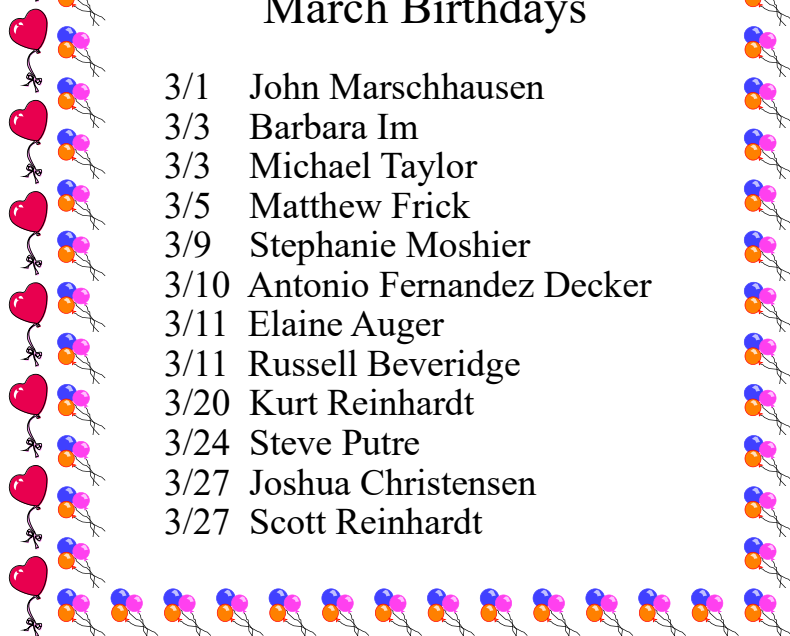 March Birthdays
3/1 John Marschhausen
3/3 Barbara Im
3/3 Michael Taylor
3/5 Matthew Frick
3/9 Stephanie Moshier
3/10 Antonio Fernandez Decker
3/11 Elaine Auger
3/11 Russell Beveridge
3/20 Kurt Reinhardt
3/24 Steve Putre
3/27 Joshua Christensen
3/27 Scott Reinhardt